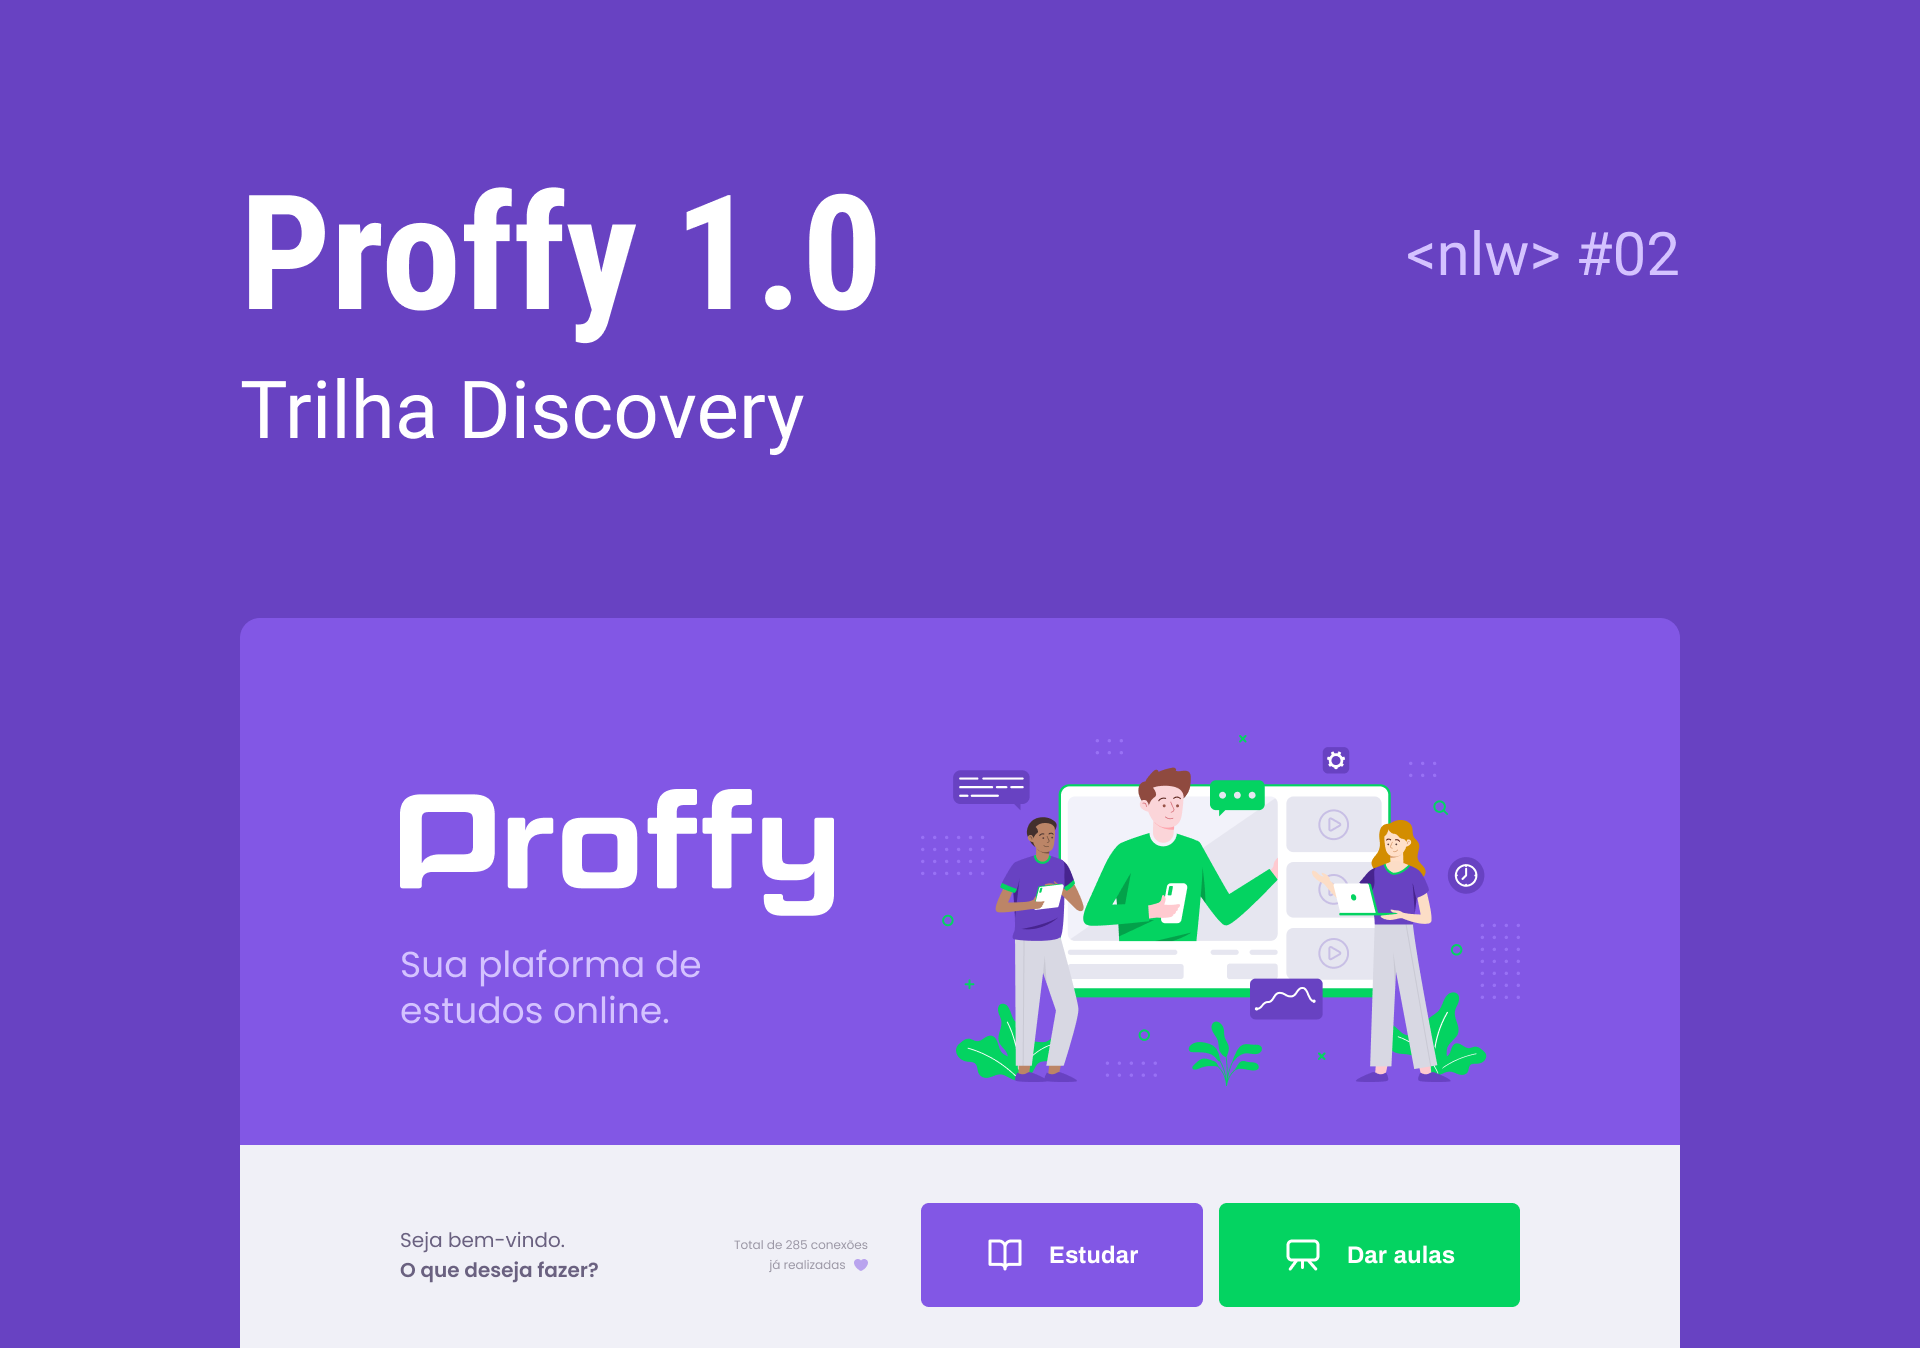 Proffy 1.0
<nlw> #02
Trilha Discovery
Proffy
Sua plaforma de
estudos online.
Seja bem-vindo.
O que deseja fazer?
Total de 285 conexões
já realizadas
Estudar
Dar aulas